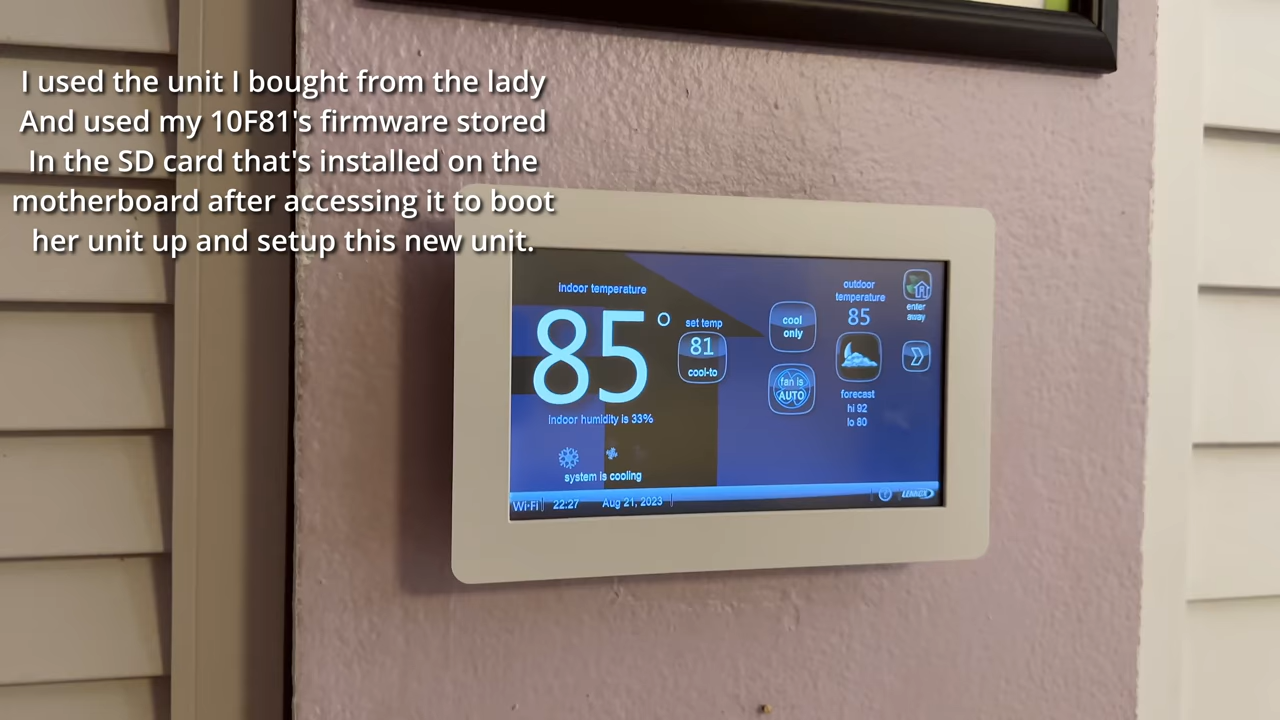 I used the unit I bought from the lady
And used my 10F81's firmware stored
In the SD card that's installed on the
motherboard after accessing it to boot
her unit up and setup this new unit.
indoor temperature
85°
set temp
81
cool-to
cool
only
fan is
AUTO
outdoor
temperature
85
forecast
hi 92
lo 80
enter
away
indoor humidity is 33%
system is cooling
Wi-Fi 22:27 Aug 21, 2023
LENNOX